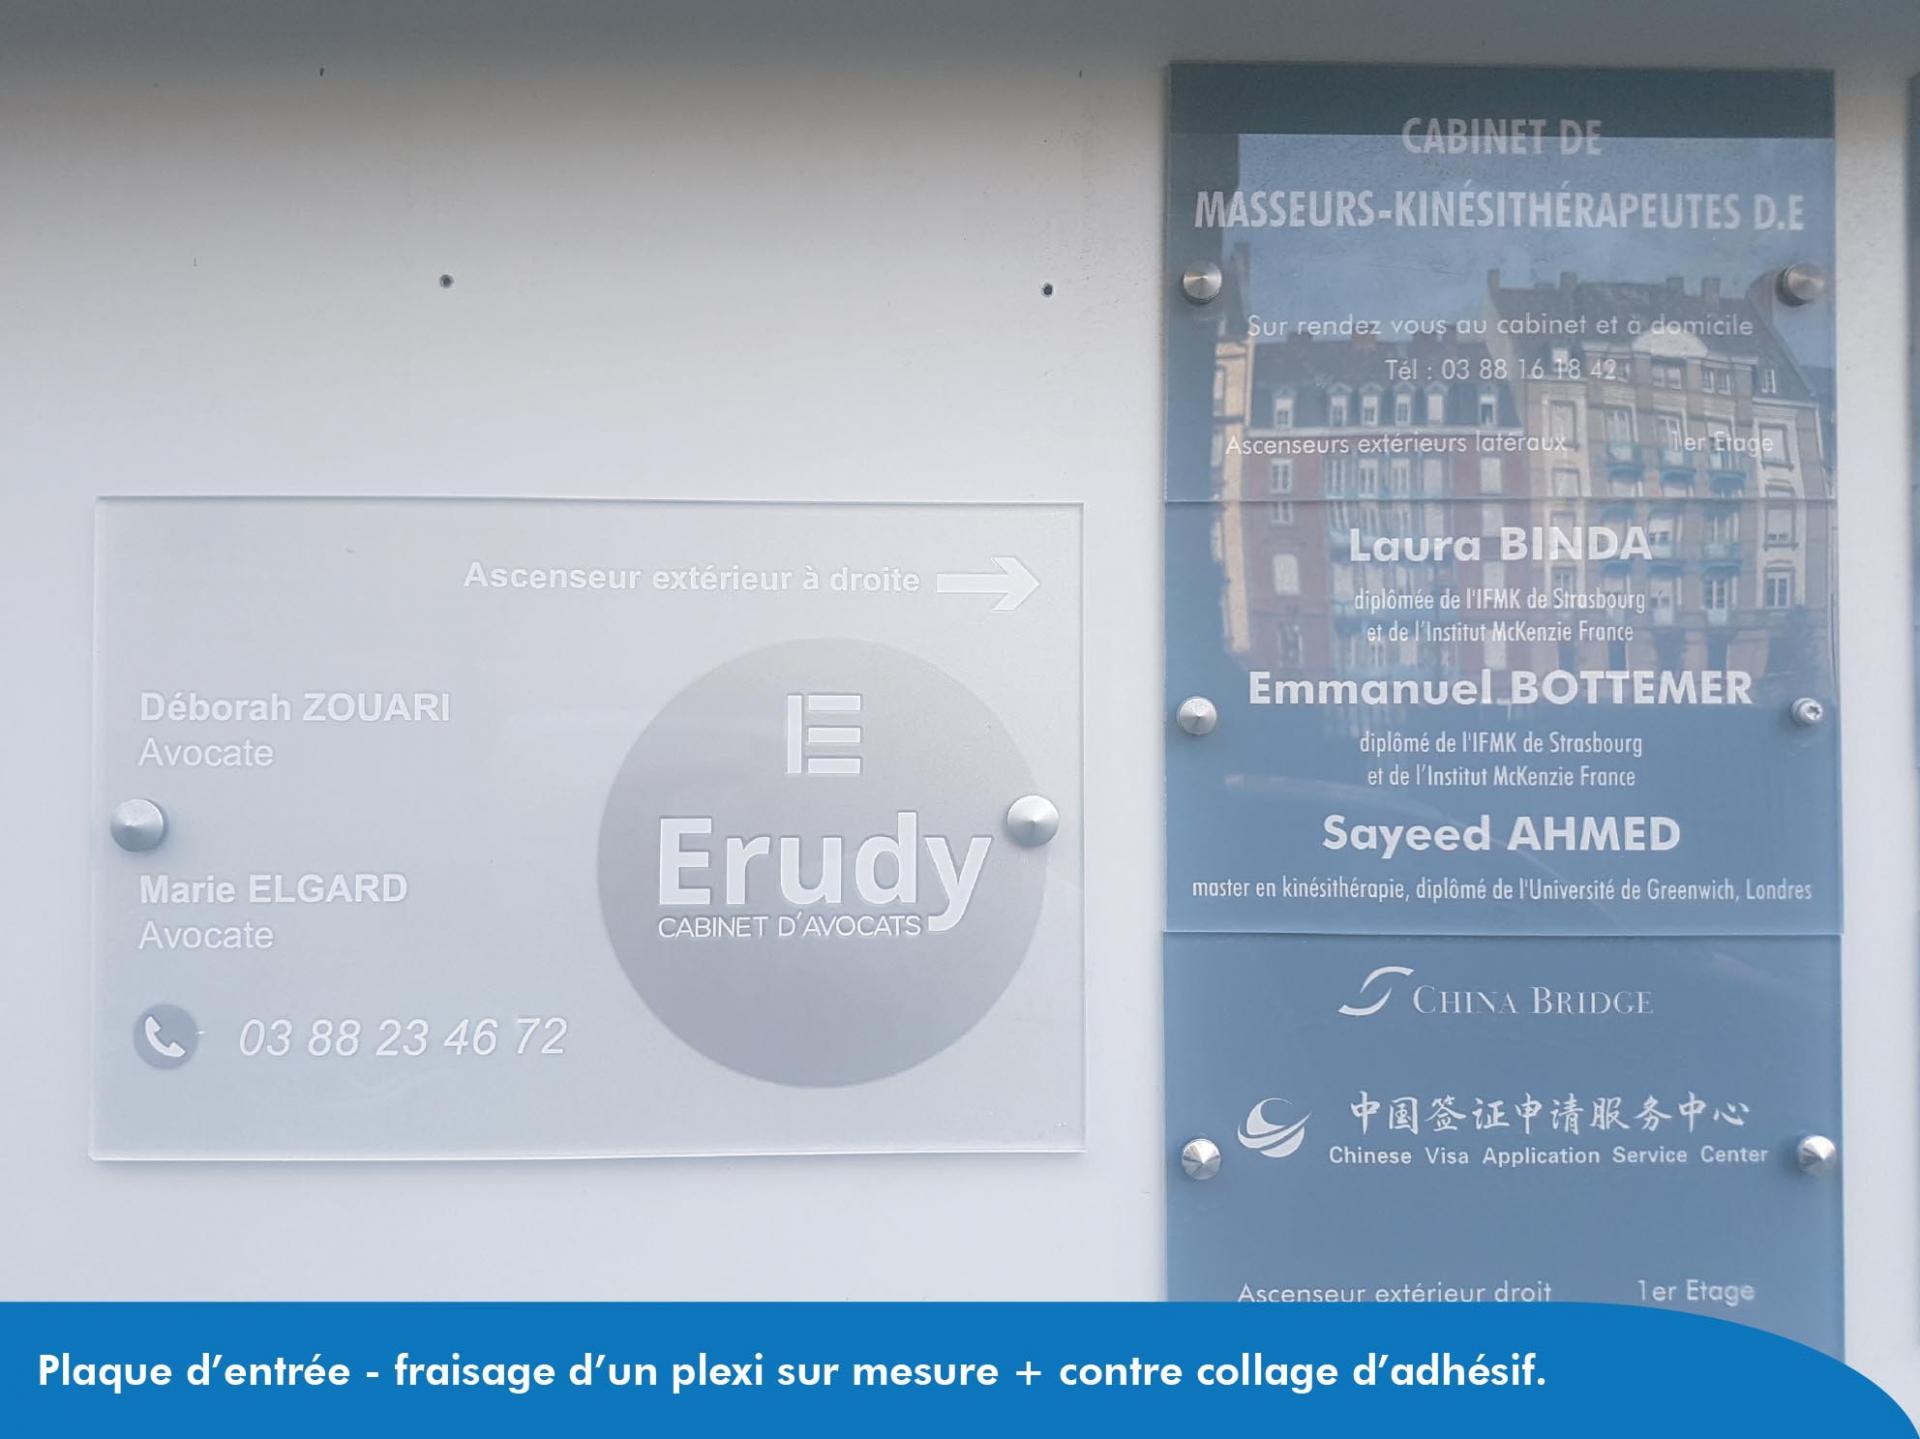 Ascenseur extérieur à droite
Déborah ZOUARI
Avocate
Marie ELGARD
Avocate
03 88 23 46 72
E
Erudy
CABINET D'AVOCATS
CABINET DE
MASSEURS-KINÉSITHÉRAPEUTES D.E
Sur rendez vous au cabinet et à domicile
Tél : 03 88 16 18 42
Ascenseurs extérieurs latéraux 1er Etage
Laura BINDA
diplômée de l'IFMK de Strasbourg
et de l'Institut McKenzie France
Emmanuel BOTTEMER
diplômé de l'IFMK de Strasbourg
et de l'Institut McKenzie France
Sayeed AHMED
master en kinésithérapie, diplômé de l'Université de Greenwich, Londres
CHINA BRIDGE
中国签证申请服务中心
Chinese Visa Application Service Center
Ascenseur extérieur droit 1er Etage
Plaque d'entrée - fraisage d'un plexi sur mesure + contre collage d'adhésif.